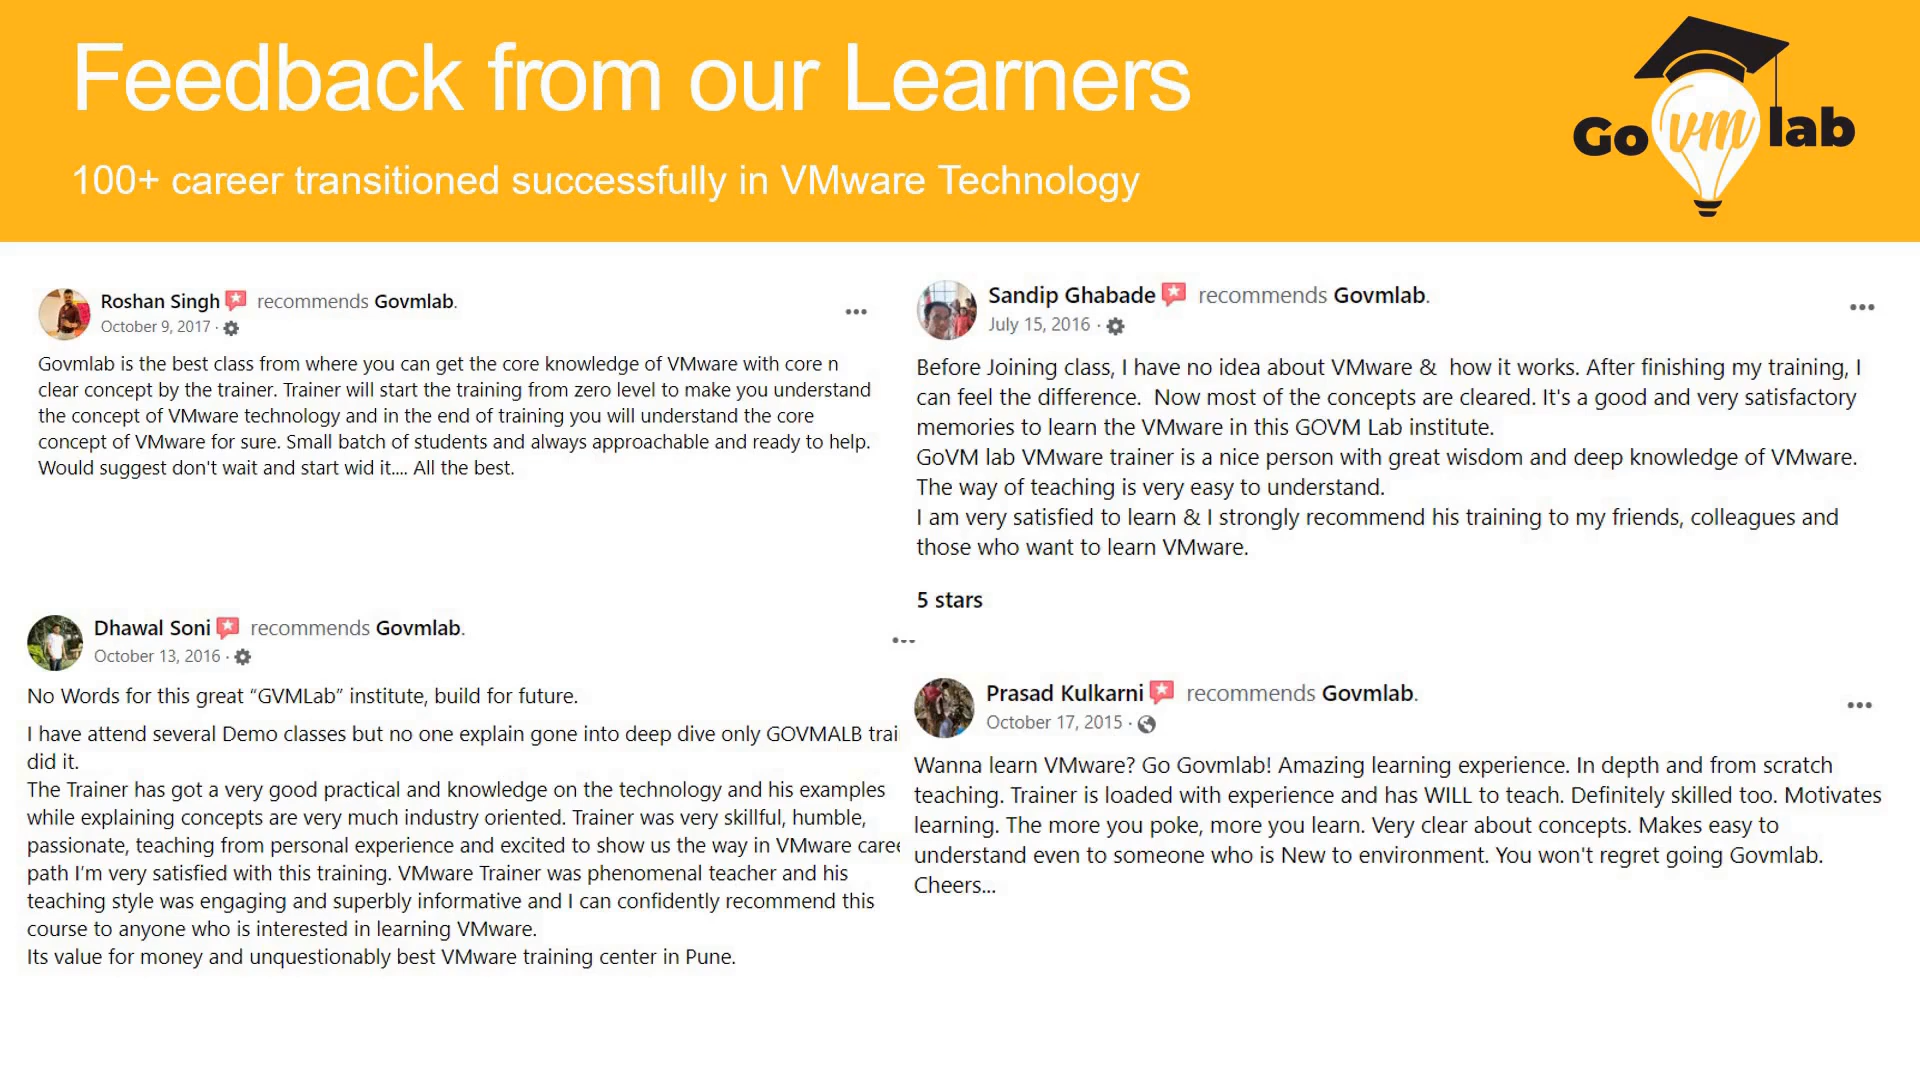 Feedback from our Learners
100+ career transitioned successfully in VMware Technology
Go vm lab
Roshan Singh recommends Govmlab.
October 9, 2017 ·
Govmlab is the best class from where you can get the core knowledge of VMware with core n
clear concept by the trainer. Trainer will start the training from zero level to make you understand
the concept of VMware technology and in the end of training you will understand the core
concept of VMware for sure. Small batch of students and always approachable and ready to help.
Would suggest don't wait and start wid it.... All the best.
Dhawal Soni recommends Govmlab.
October 13, 2016 ·
No Words for this great “GVMLab” institute, build for future.
I have attend several Demo classes but no one explain gone into deep dive only GOVMALB trai
did it.
The Trainer has got a very good practical and knowledge on the technology and his examples
while explaining concepts are very much industry oriented. Trainer was very skillful, humble,
passionate, teaching from personal experience and excited to show us the way in VMware caree
path I'm very satisfied with this training. VMware Trainer was phenomenal teacher and his
teaching style was engaging and superbly informative and I can confidently recommend this
course to anyone who is interested in learning VMware.
Its value for money and unquestionably best VMware training center in Pune.
Sandip Ghabade recommends Govmlab.
July 15, 2016 ·
Before Joining class, I have no idea about VMware & how it works. After finishing my training, I
can feel the difference. Now most of the concepts are cleared. It's a good and very satisfactory
memories to learn the VMware in this GOVM Lab institute.
GoVM lab VMware trainer is a nice person with great wisdom and deep knowledge of VMware.
The way of teaching is very easy to understand.
I am very satisfied to learn & I strongly recommend his training to my friends, colleagues and
those who want to learn VMware.
5 stars
Prasad Kulkarni recommends Govmlab.
October 17, 2015 ·
Wanna learn VMware? Go Govmlab! Amazing learning experience. In depth and from scratch
teaching. Trainer is loaded with experience and has WILL to teach. Definitely skilled too. Motivates
learning. The more you poke, more you learn. Very clear about concepts. Makes easy to
understand even to someone who is New to environment. You won't regret going Govmlab.
Cheers...